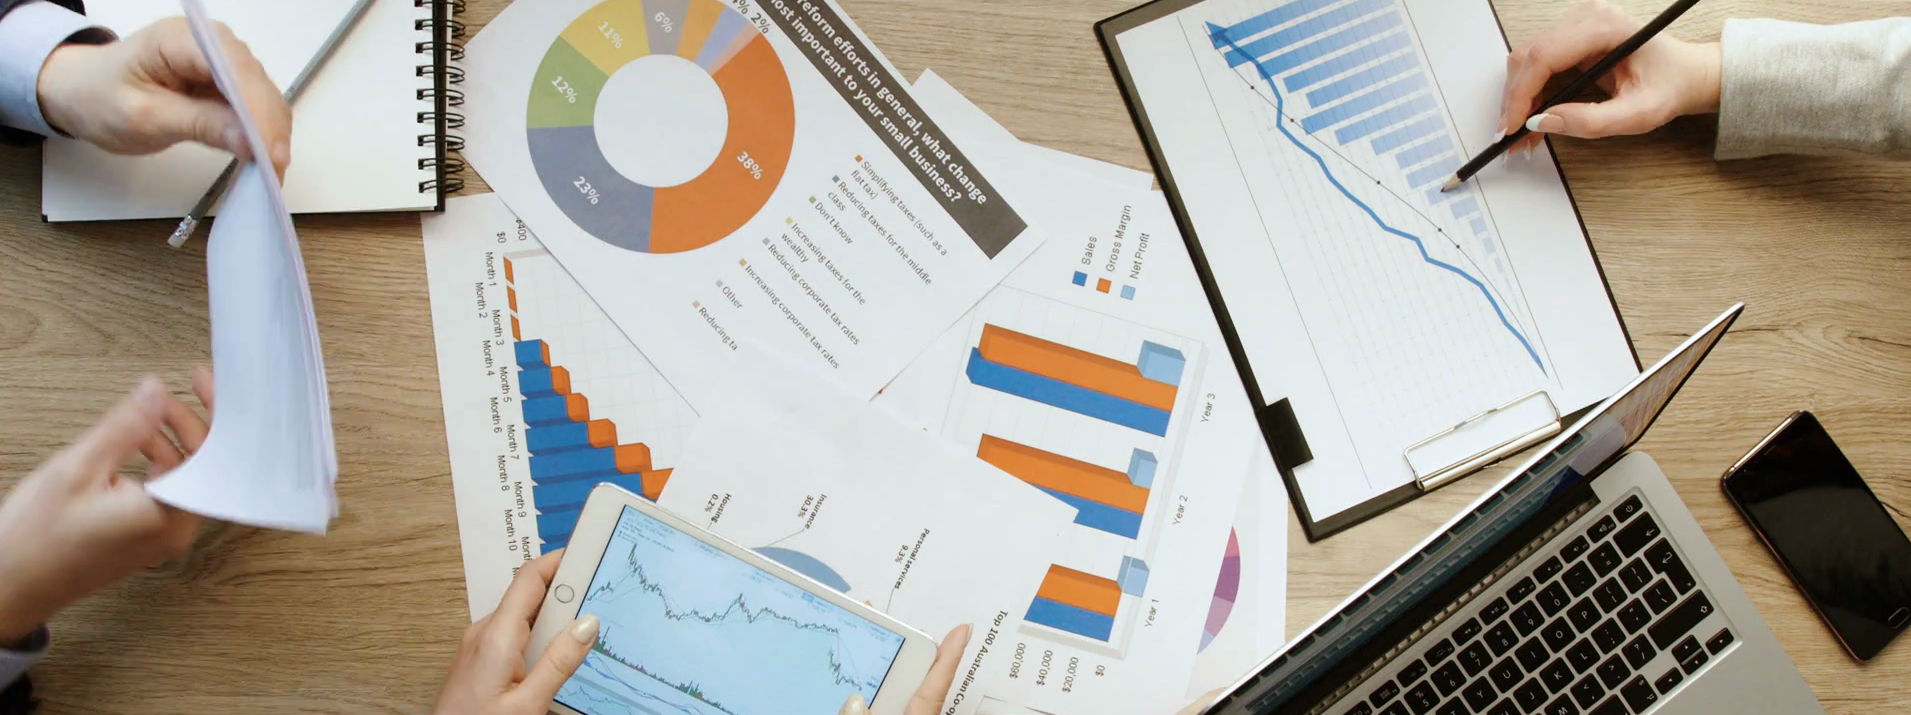 11%
6%
4%
2%
12%
23%
38%
reform efforts in general, what change
most important to your small business?
Simplifying taxes (such as a
flat tax)
Reducing taxes for the middle
class
Don't know
Increasing taxes for the
wealthy
Reducing corporate tax rates
Increasing corporate tax rates
Other
Reducing ta
$0
Month 1
Month 2
Month 3
Month 4
Month 5
Month 6
Month 7
Month 8
Month 9
Month 10
Sales
Gross Margin
Net Profit
Year 3
Year 2
Year 1
$60,000
$40,000
$20,000
$0
Housing
0.2%
Insurance
30.3%
Personal services
9.3%
Top 100 Australian Co-op